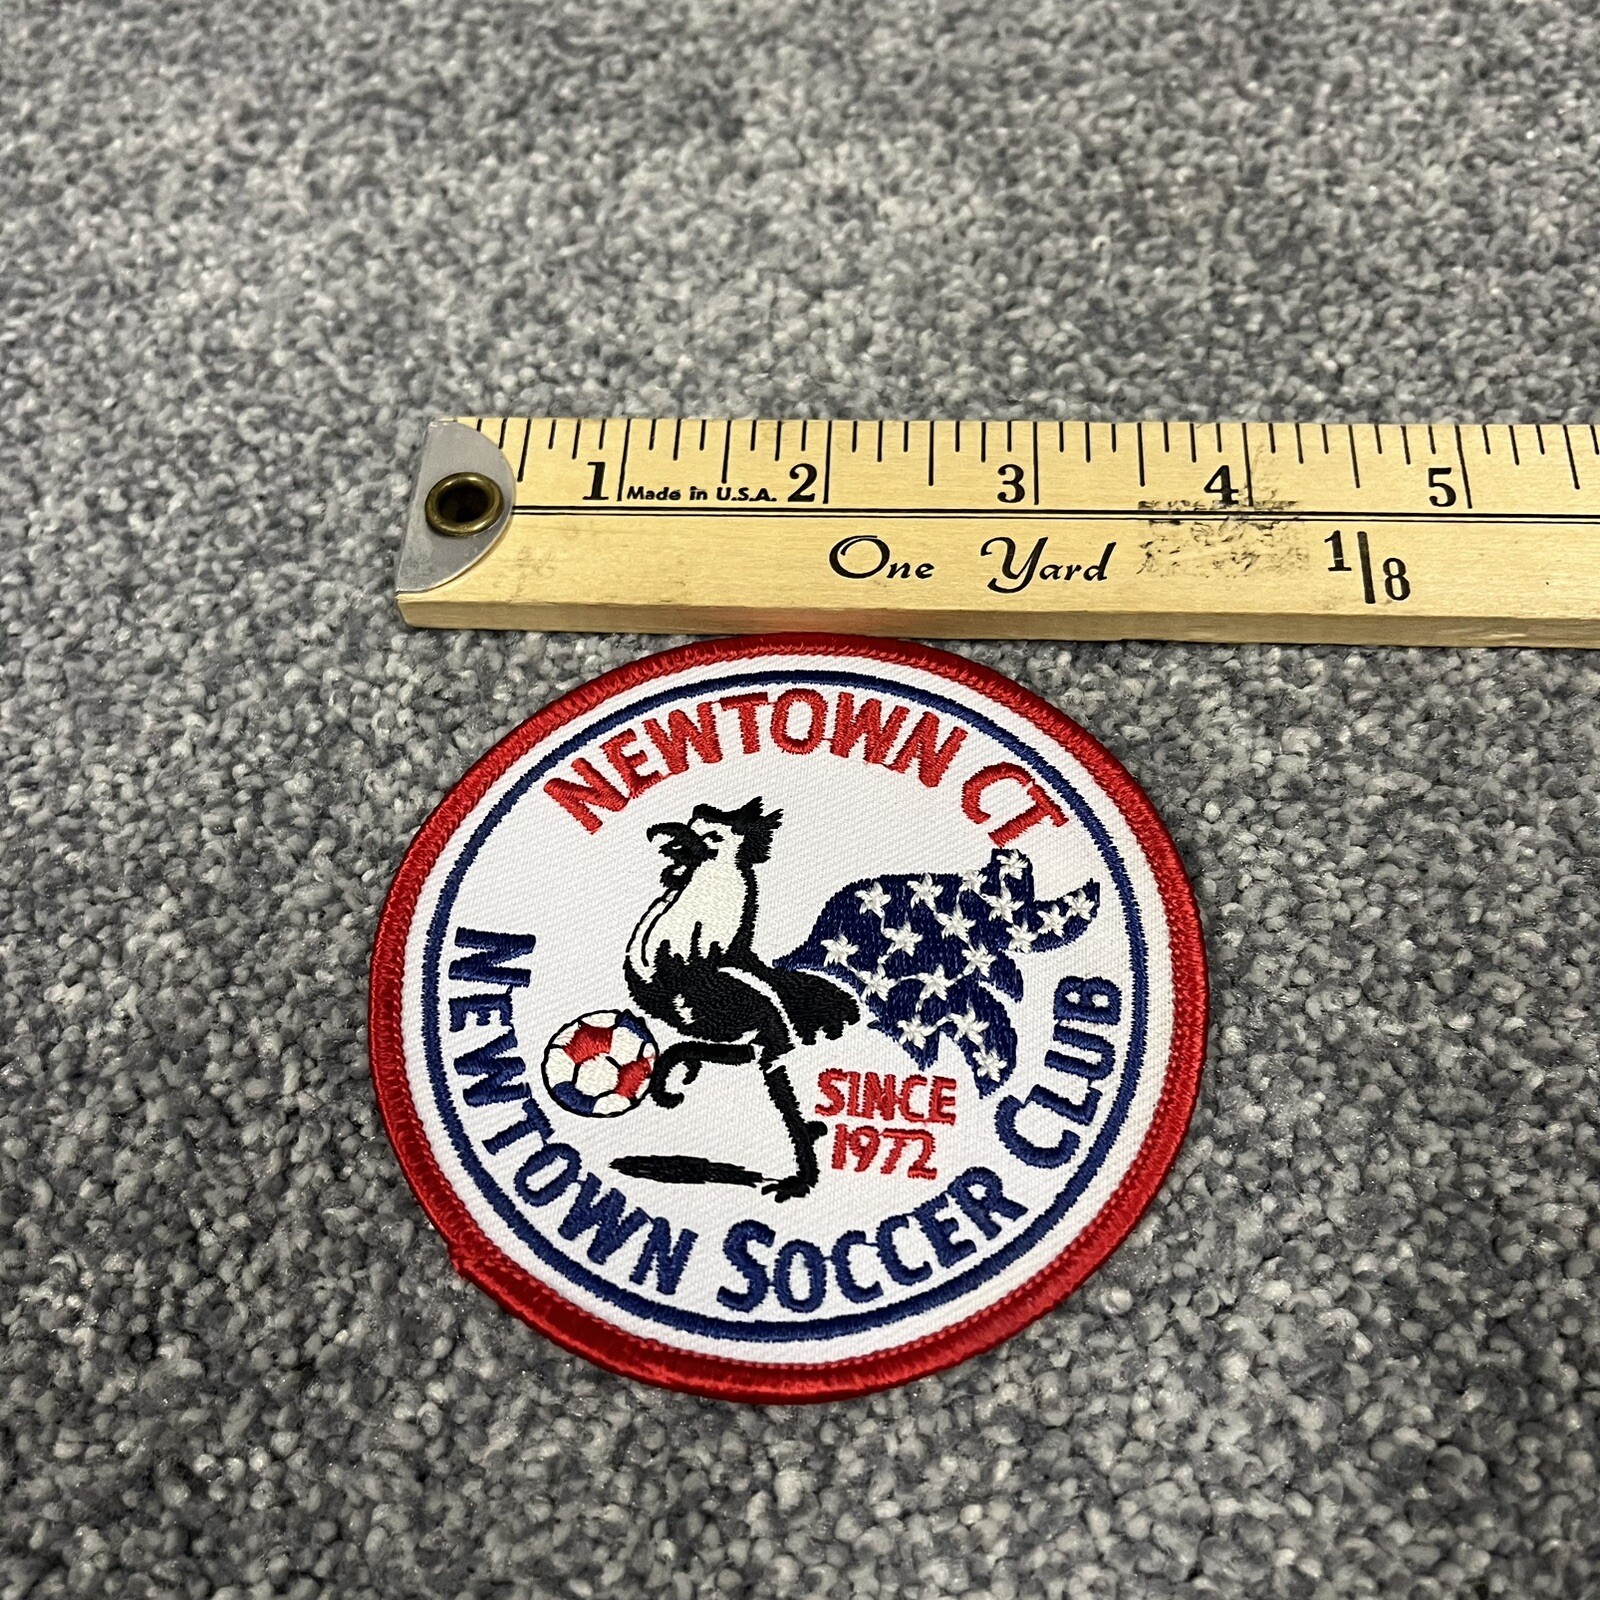 1 2 3 4 5
Made in U.S.A.
One Yard 1/8
NEWTOWN CT
SINCE
1972
NEWTOWN SOCCER CLUB